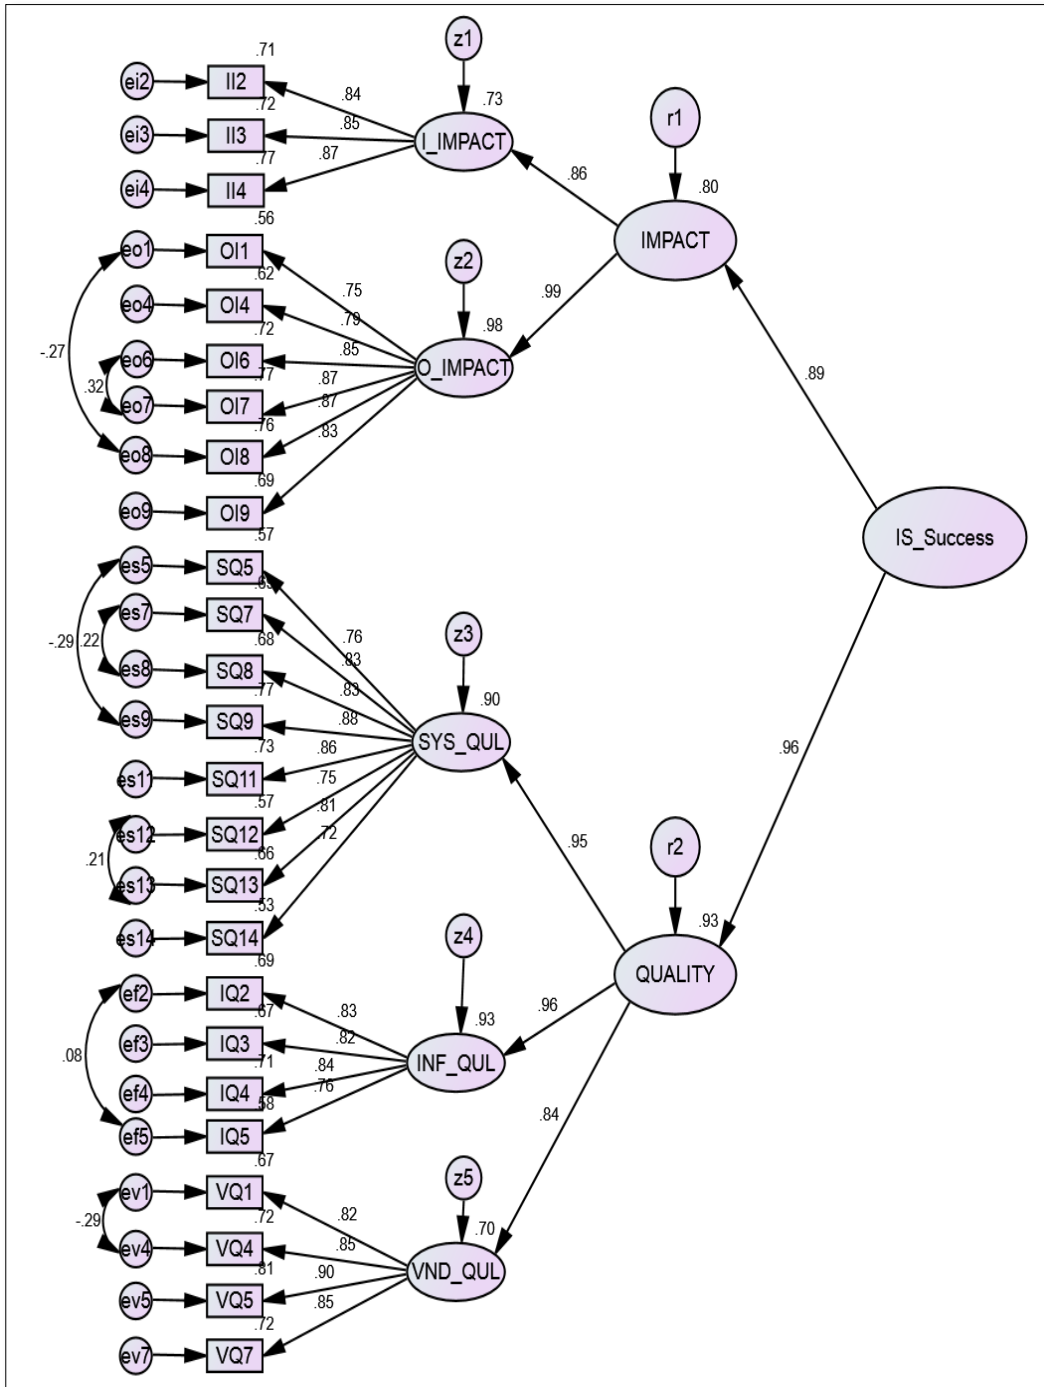 z1
.71
ei2
II2
.72
.84
.73
r1
ei3
II3
.85
I_IMPACT
.77
.87
.86
.80
ei4
II4
.56
IMPACT
eo1
OI1
z2
.62
.75
.99
eo4
OI4
.79
.98
.72
-.27
.85
eo6
OI6
O_IMPACT
.77
.87
.89
.32
eo7
OI7
.87
.76
.83
eo8
OI8
.69
eo9
OI9
.57
IS_Success
es5
SQ5
es7
SQ7
z3
-.29
.22
.68
.76
.83
es8
SQ8
.77
.83
.90
es9
SQ9
.88
SYS_QUL
.73
.86
.96
es11
SQ11
.75
.57
.81
es12
SQ12
.72
.95
r2
.21
.66
es13
SQ13
.53
.93
es14
SQ14
z4
.69
QUALITY
ef2
IQ2
.83
.96
.67
.93
ef3
IQ3
.82
.08
.71
.84
INF_QUL
ef4
IQ4
.76
.58
.84
ef5
IQ5
.67
z5
ev1
VQ1
.82
-.29
.72
.70
ev4
VQ4
.85
.81
.90
VND_QUL
ev5
VQ5
.85
.72
ev7
VQ7